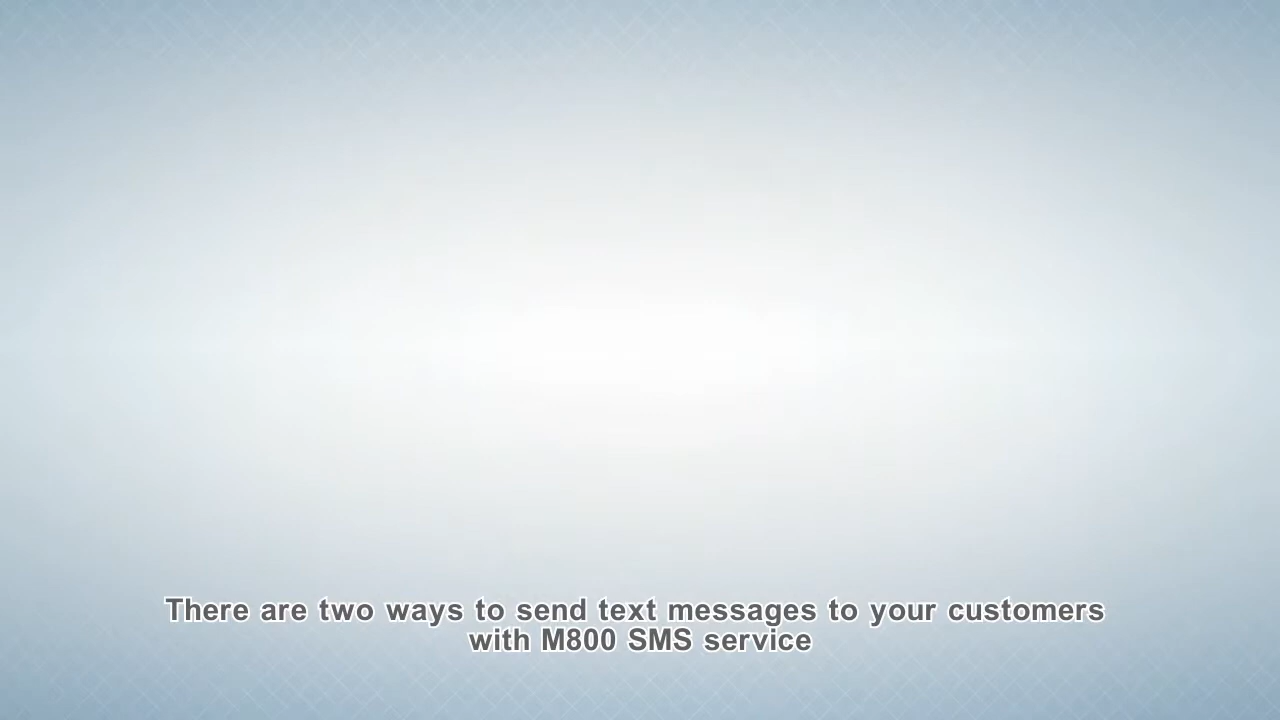 There are two ways to send text messages to your customers
with M800 SMS service